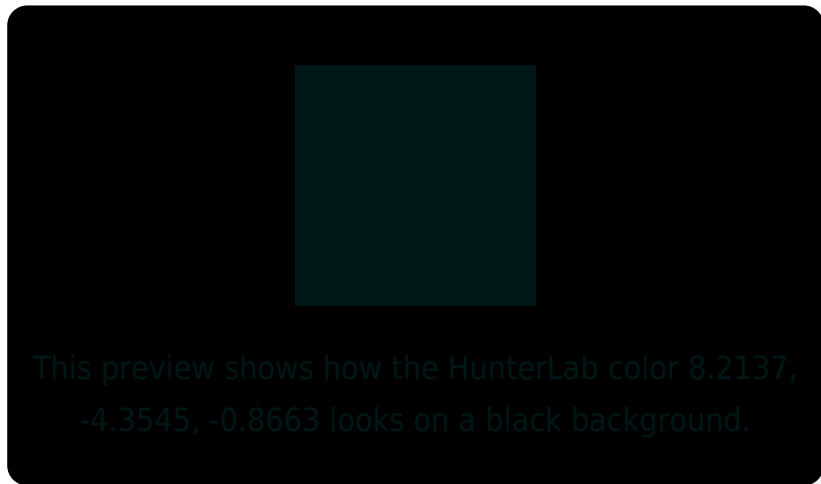 This preview shows how the HunterLab color 8.2137,
-4.3545, -0.8663 looks on a black background.